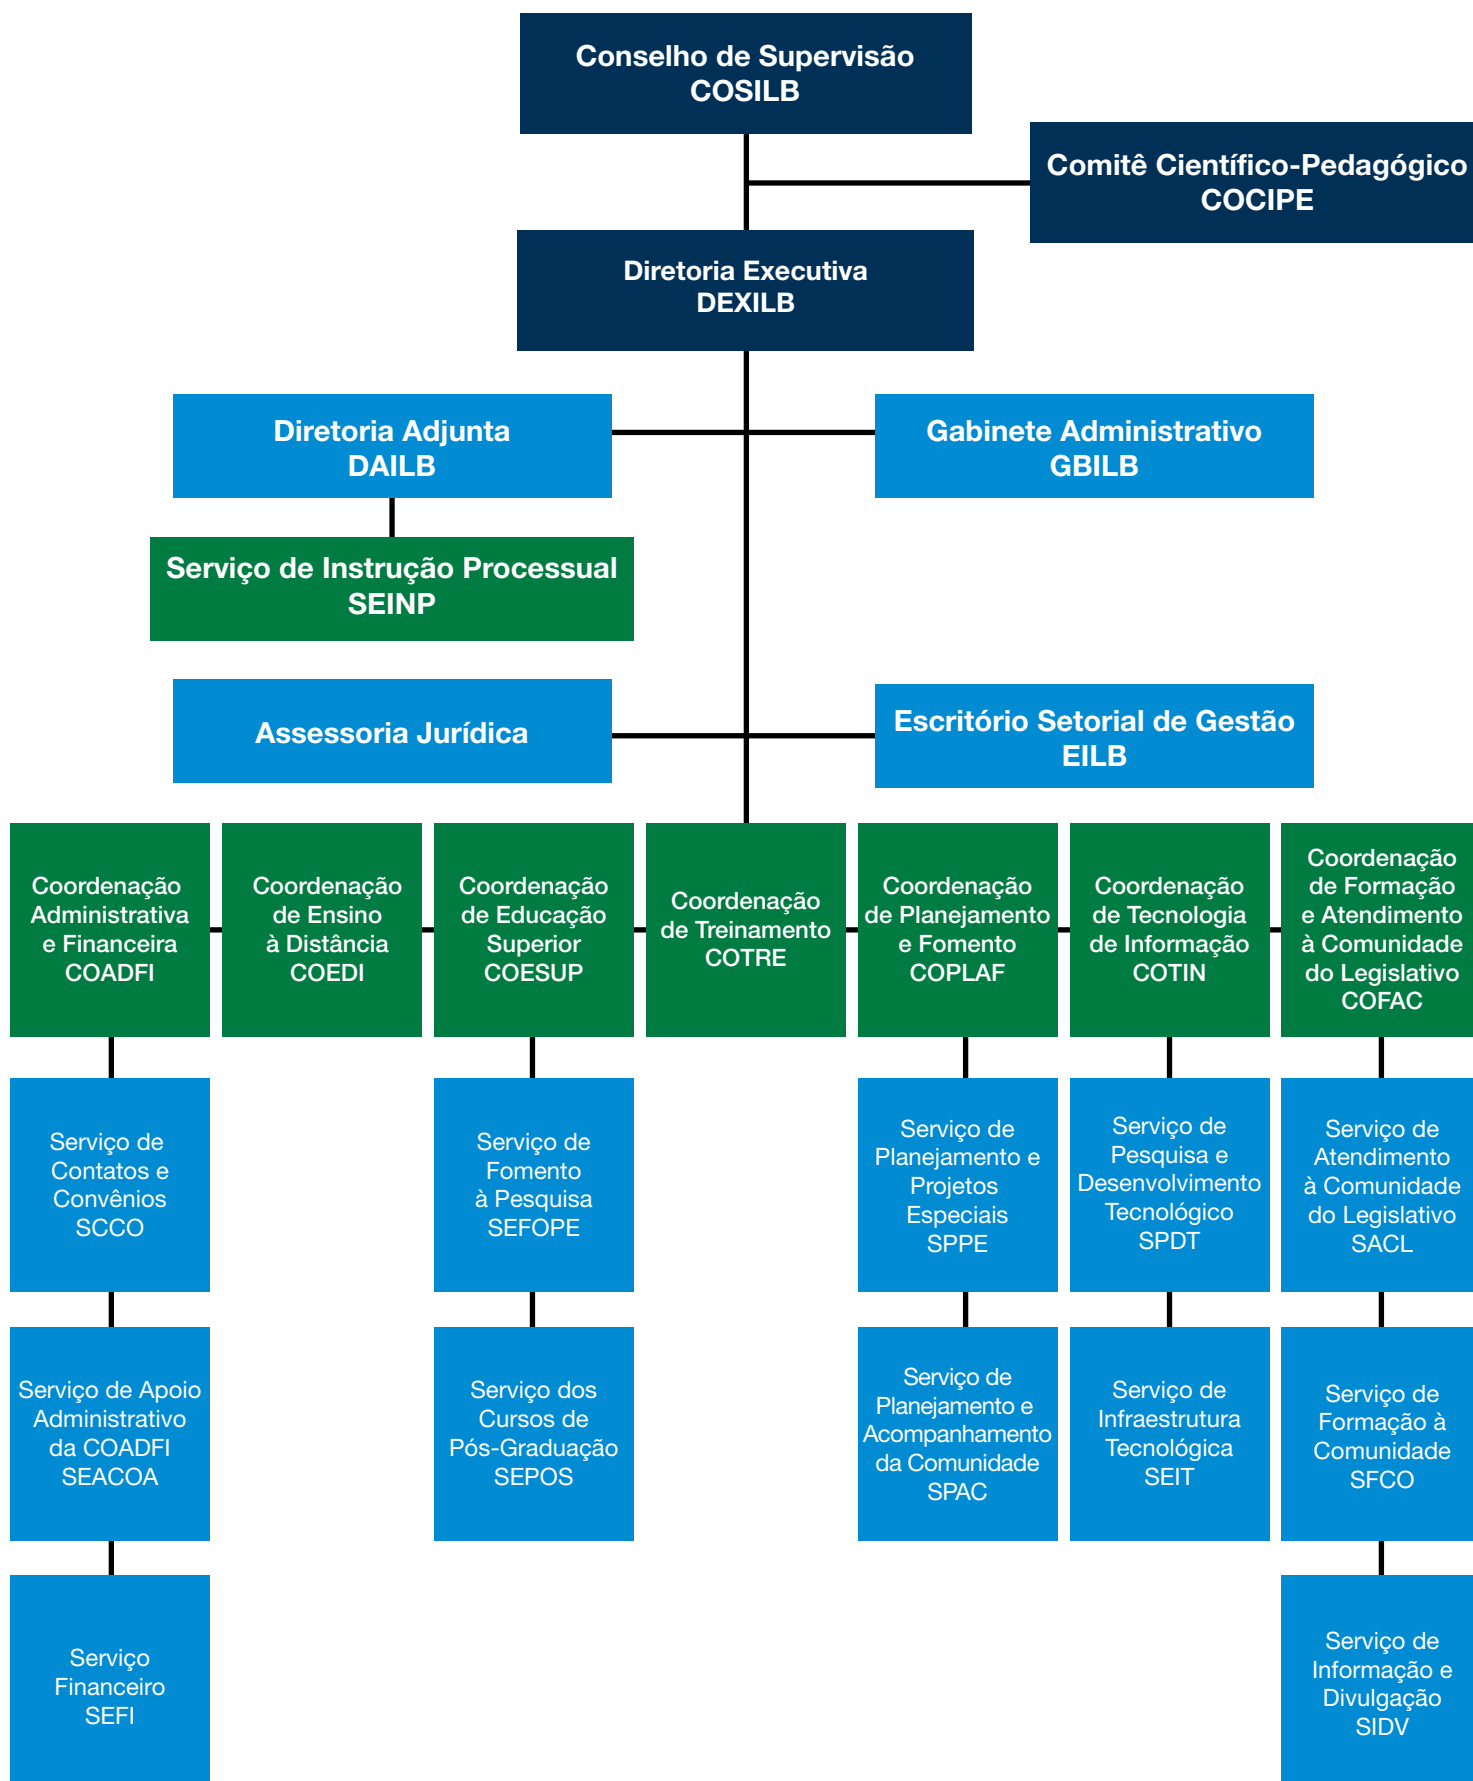 Conselho de Supervisão
COSILB
Comitê Científico-Pedagógico
COCIPE
Diretoria Executiva
DEXILB
Diretoria Adjunta
DAILB
Gabinete Administrativo
GBILB
Serviço de Instrução Processual
SEINP
Assessoria Jurídica
Escritório Setorial de Gestão
EILB
Coordenação
Administrativa
e Financeira
COADFI
Coordenação
de Ensino
à Distância
COEDI
Coordenação
de Educação
Superior
COESUP
Coordenação
de Treinamento
COTRE
Coordenação
de Planejamento
e Fomento
COPLAF
Coordenação
de Tecnologia
de Informação
COTIN
Coordenação
de Formação
e Atendimento
à Comunidade
do Legislativo
COFAC
Serviço de
Contatos e
Convênios
SCCO
Serviço de
Fomento
à Pesquisa
SEFOPE
Serviço de
Planejamento e
Projetos
Especiais
SPPE
Serviço de
Pesquisa e
Desenvolvimento
Tecnológico
SPDT
Serviço de
Atendimento
à Comunidade
do Legislativo
SACL
Serviço de Apoio
Administrativo
da COADFI
SEACOA
Serviço dos
Cursos de
Pós-Graduação
SEPOS
Serviço de
Planejamento e
Acompanhamento
da Comunidade
SPAC
Serviço de
Infraestrutura
Tecnológica
SEIT
Serviço de
Formação à
Comunidade
SFCO
Serviço
Financeiro
SEFI
Serviço de
Informação e
Divulgação
SIDV